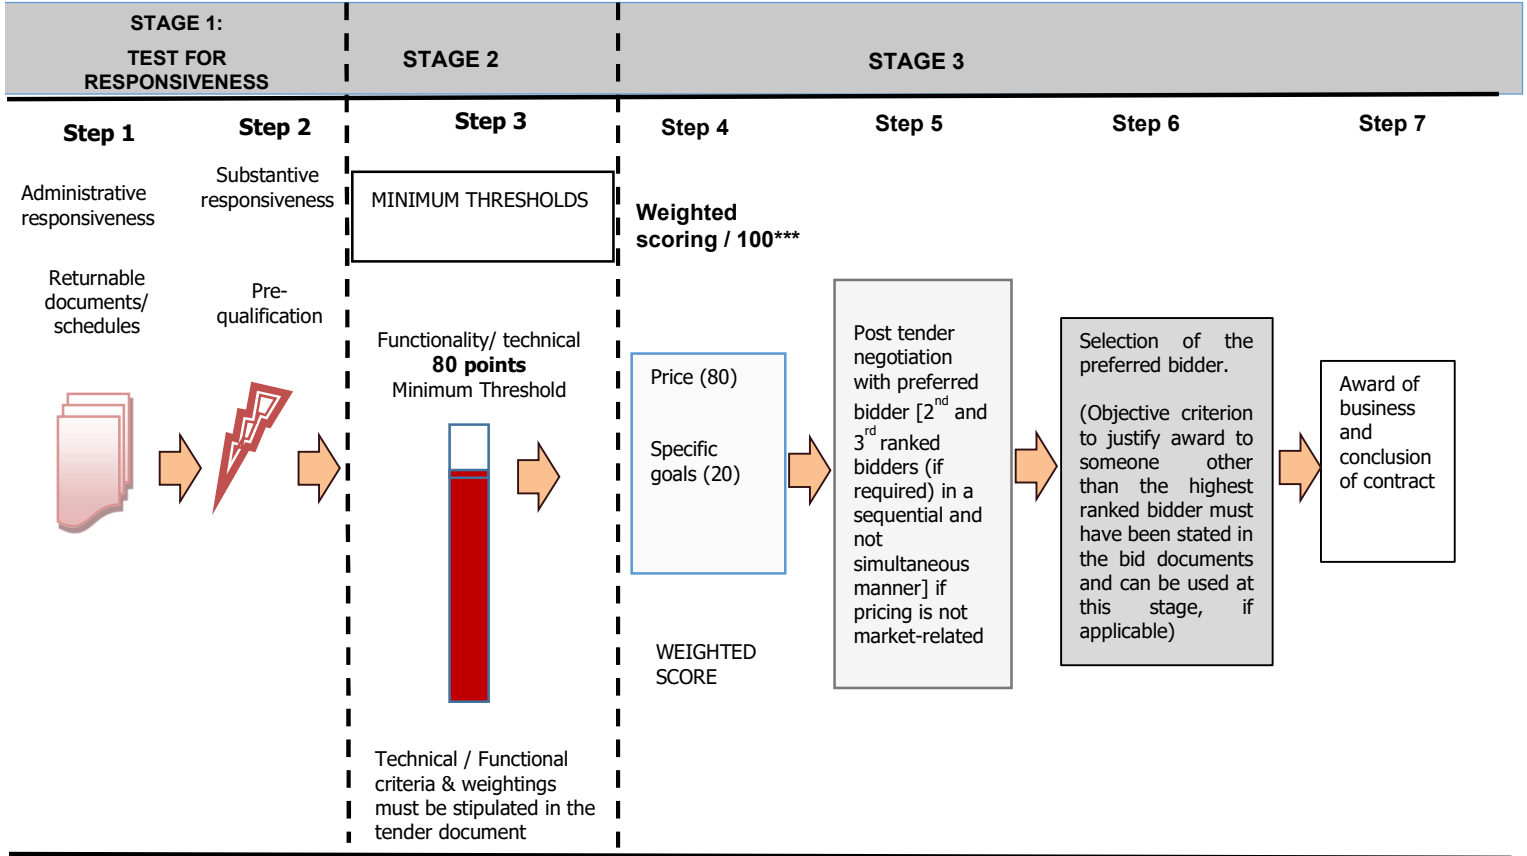 STAGE 1:
TEST FOR
RESPONSIVENESS
STAGE 2
STAGE 3
Step 1
Step 2
Step 3
Step 4
Step 5
Step 6
Step 7
Administrative
responsiveness
Returnable
documents/
schedules
Substantive
responsiveness
Pre-
qualification
MINIMUM THRESHOLDS
Functionality/ technical
80 points
Minimum Threshold
Technical / Functional
criteria & weightings
must be stipulated in the
tender document
Weighted
scoring / 100***
Price (80)
Specific
goals (20)
WEIGHTED
SCORE
Post tender
negotiation
with preferred
bidder [2nd and
3rd ranked
bidders (if
required) in a
sequential and
not
simultaneous
manner] if
pricing is not
market-related
Selection of the
preferred bidder.
(Objective criterion
to justify award to
someone other
than the highest
ranked bidder must
have been stated in
the bid documents
and can be used at
this stage, if
applicable)
Award of
business
and
conclusion
of contract